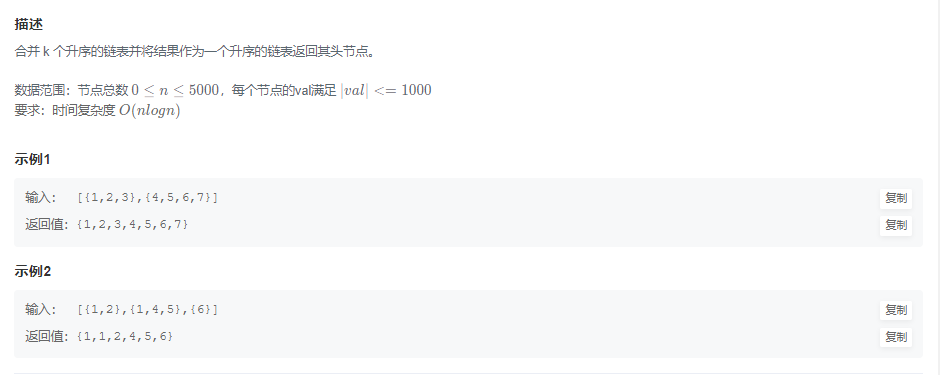 描述
合并 k 个升序的链表并将结果作为一个升序的链表返回其头节点。
数据范围：节点总数 0 ≤ n ≤ 5000，每个节点的val满足 |val| <= 1000
要求：时间复杂度 O(nlogn)
示例1
输入： [{1,2,3},{4,5,6,7}] 复制
返回值：{1,2,3,4,5,6,7} 复制
示例2
输入： [{1,2},{1,4,5},{6}] 复制
返回值：{1,1,2,4,5,6} 复制